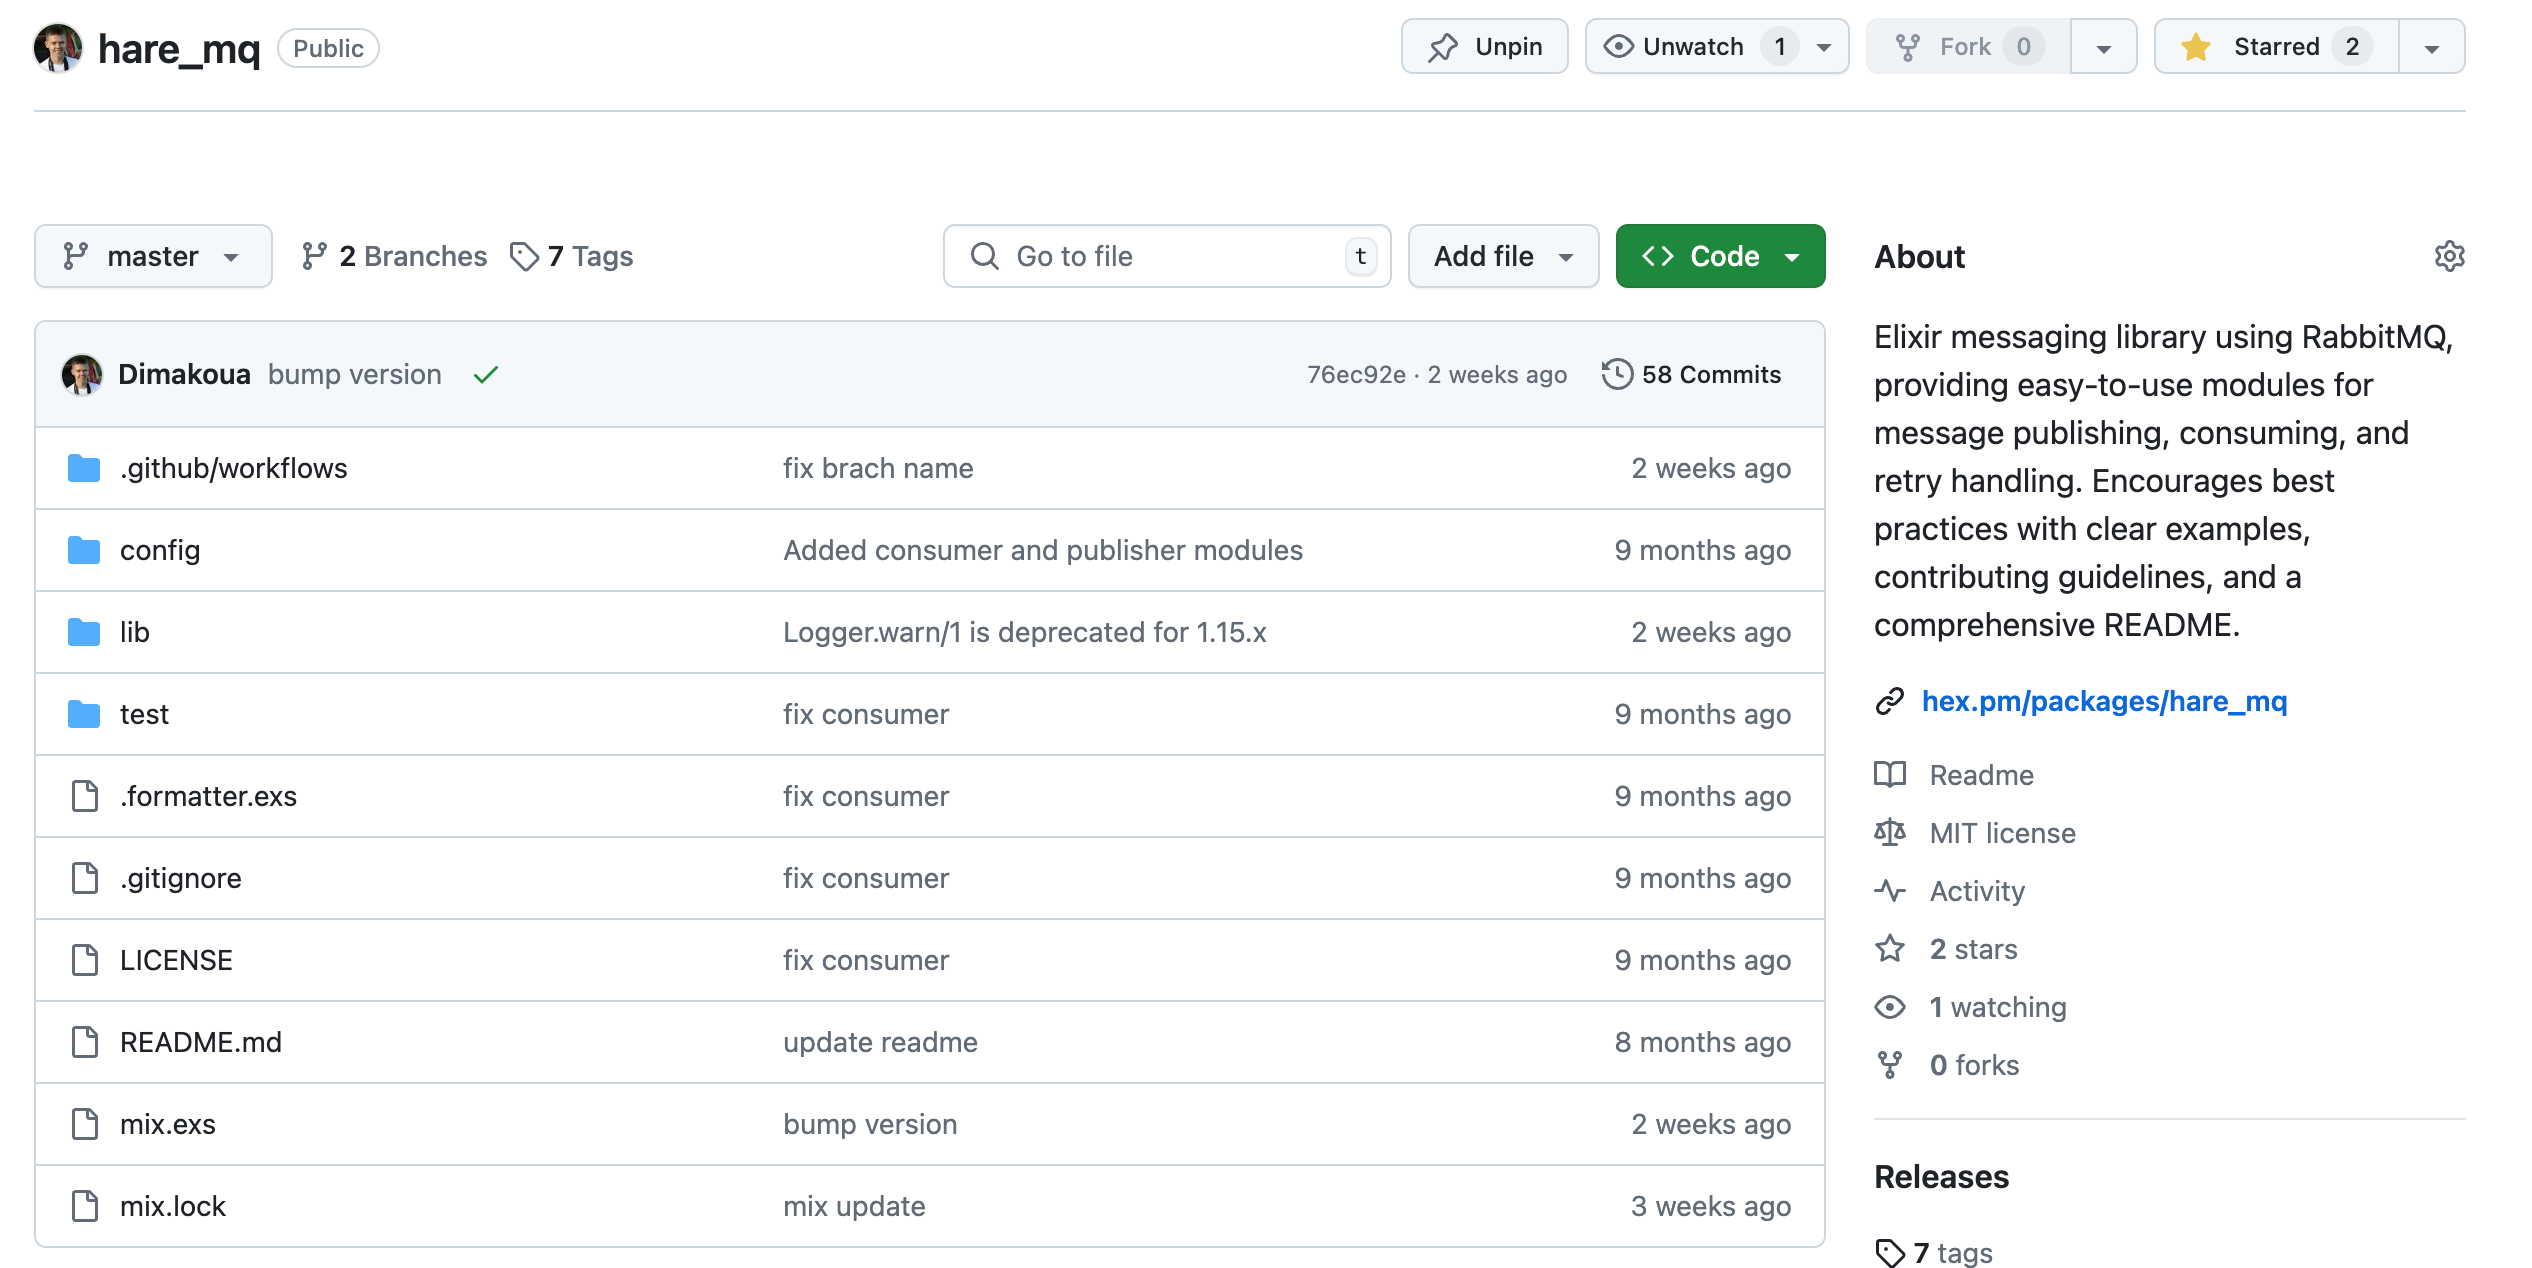 hare_mq Public
Unpin Unwatch 1 Fork 0 Starred 2
master 2 Branches 7 Tags Go to file t Add file Code
Dimakoua bump version 76ec92e · 2 weeks ago 58 Commits
.github/workflows fix brach name 2 weeks ago
config Added consumer and publisher modules 9 months ago
lib Logger.warn/1 is deprecated for 1.15.x 2 weeks ago
test fix consumer 9 months ago
.formatter.exs fix consumer 9 months ago
.gitignore fix consumer 9 months ago
LICENSE fix consumer 9 months ago
README.md update readme 8 months ago
mix.exs bump version 2 weeks ago
mix.lock mix update 3 weeks ago
About
Elixir messaging library using RabbitMQ,
providing easy-to-use modules for
message publishing, consuming, and
retry handling. Encourages best
practices with clear examples,
contributing guidelines, and a
comprehensive README.
hex.pm/packages/hare_mq
Readme
MIT license
Activity
2 stars
1 watching
0 forks
Releases
7 tags